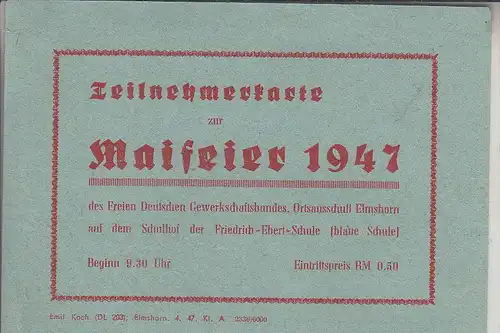 Teilnehmerkarte
zur
Maifeier 1947
des Freien Deutschen Gewerkschaftsbundes, Ortsausschuß Elmshorn
auf dem Schulhof der Friedrich-Ebert-Schule (blaue Schule)
Beginn 9.30 Uhr Eintrittspreis RM 0.50
Emil Koch (Dt. 203), Elmshorn. 4. 47. Kl. A